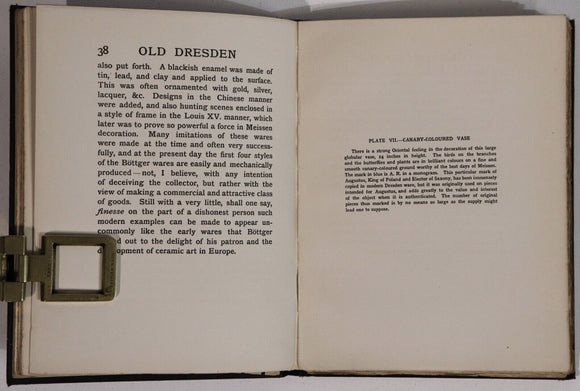 38 OLD DRESDEN
also put forth. A blackish enamel was made of
tin, lead, and clay and applied to the surface.
This was often ornamented with gold, silver,
lacquer, &c. Designs in the Chinese manner
were added, and also hunting scenes enclosed in
a style of frame in the Louis XV. manner, which
later was to prove so powerful a force in Meissen
decoration. Many imitations of these wares
were made at the time and often very success-
fully, and at the present day the first four styles
of the Böttger wares are easily and mechanically
produced—not, I believe, with any intention
of deceiving the collector, but rather with the
view of making a commercial and attractive class
of goods. Still with a very little, shall one say,
finesse on the part of a dishonest person such
modern examples can be made to appear un-
commonly like the early wares that Böttger
out to the delight of his patron and the
development of ceramic art in Europe.
PLATE VII.—CANARY-COLOURED VASE
There is a strong Oriental feeling in the decoration of this large
globular vase, 14 inches in height. The birds on the branches
and the butterflies and plants are in brilliant colours on a fine and
smooth canary-coloured ground worthy of the best days of Meissen.
The mark in blue is A. R. in a monogram. This particular mark of
Augustus, King of Poland and Elector of Saxony, has been commonly
copied in modern Dresden ware, but it was originally used on pieces
intended for Augustus, and adds greatly to the value and interest
of the object when it is authenticated. The number of original
pieces thus marked is by no means so large as the supply might
lead one to suppose.